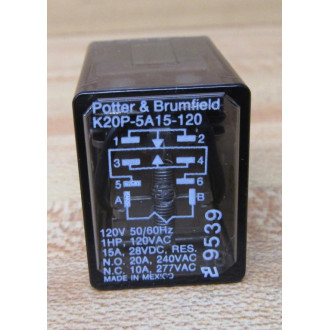 Potter & Brumfield
K20P-5A15-120
1 2
3 4
5 6
A B
120V 50/60Hz
1HP, 120VAC
15A, 28VDC, RES.
N.O. 20A, 240VAC
N.C. 10A, 277VAC
MADE IN MEXICO
9539